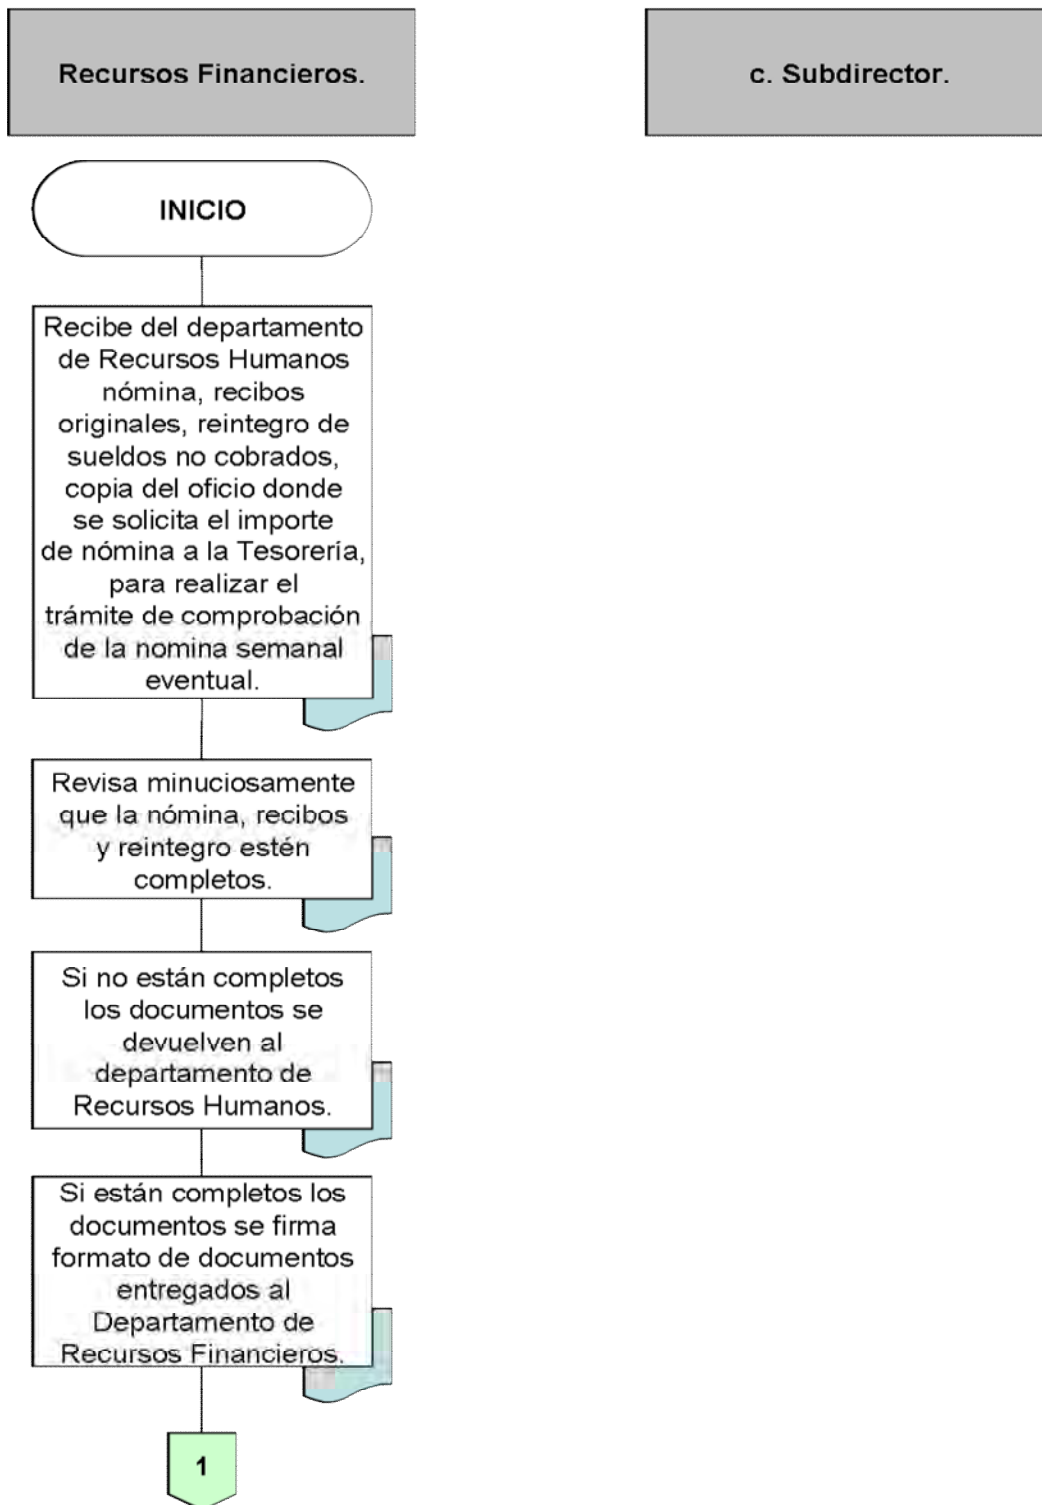 Recursos Financieros.
c. Subdirector.
INICIO
Recibe del departamento
de Recursos Humanos
nómina, recibos
originales, reintegro de
sueldos no cobrados,
copia del oficio donde
se solicita el importe
de nómina a la Tesorería,
para realizar el
trámite de comprobación
de la nomina semanal
eventual.
Revisa minuciosamente
que la nómina, recibos
y reintegro estén
completos.
Si no están completos
los documentos se
devuelven al
departamento de
Recursos Humanos.
Si están completos los
documentos se firma
formato de documentos
entregados al
Departamento de
Recursos Financieros.
1